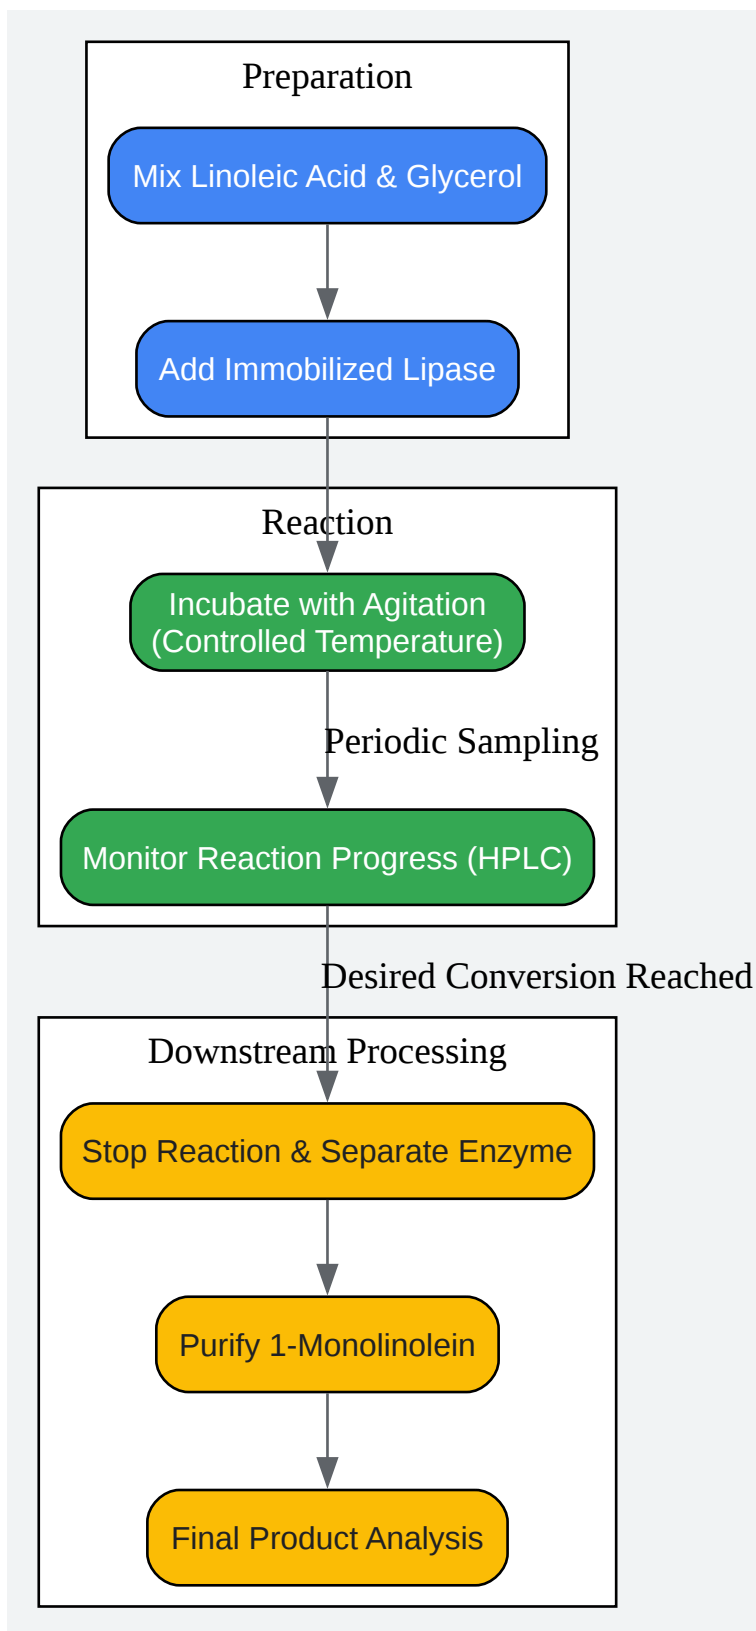 Preparation
Mix Linoleic Acid & Glycerol
Add Immobilized Lipase
Reaction
Incubate with Agitation
(Controlled Temperature)
Periodic Sampling
Monitor Reaction Progress (HPLC)
Desired Conversion Reached
Downstream Processing
Stop Reaction & Separate Enzyme
Purify 1-Monolinolein
Final Product Analysis